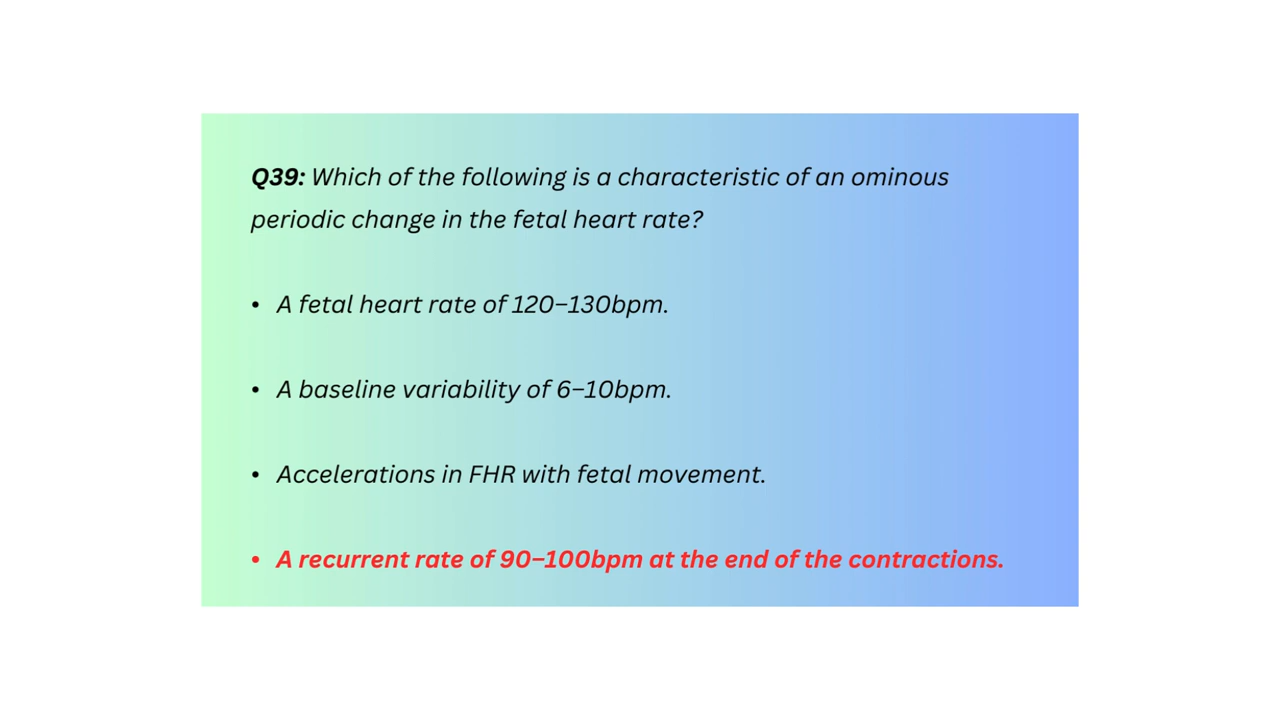 Q39: Which of the following is a characteristic of an ominous
periodic change in the fetal heart rate?
• A fetal heart rate of 120–130bpm.
• A baseline variability of 6–10bpm.
• Accelerations in FHR with fetal movement.
• A recurrent rate of 90–100bpm at the end of the contractions.